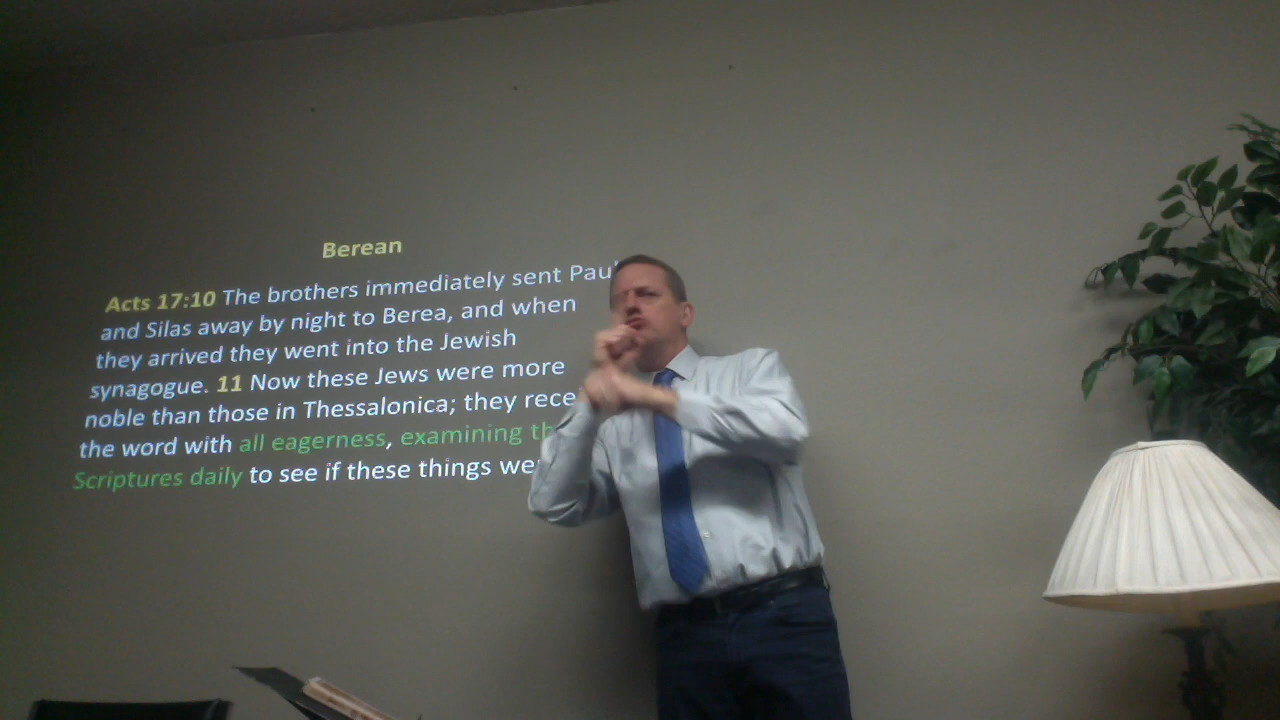 Berean
Acts 17:10 The brothers immediately sent Paul
and Silas away by night to Berea, and when
they arrived they went into the Jewish
synagogue. 11 Now these Jews were more
noble than those in Thessalonica; they rece
the word with all eagerness, examining th
Scriptures daily to see if these things we